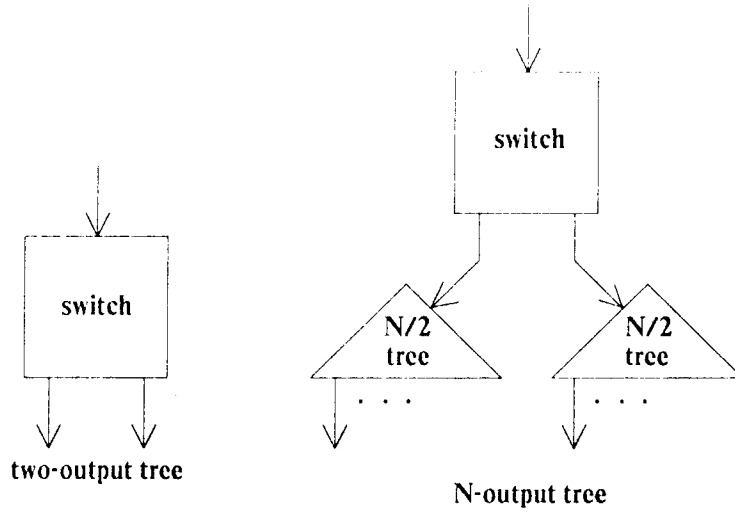 switch
switch
N/2
tree
N/2
tree
. . .
. . .
two-output tree
N-output tree